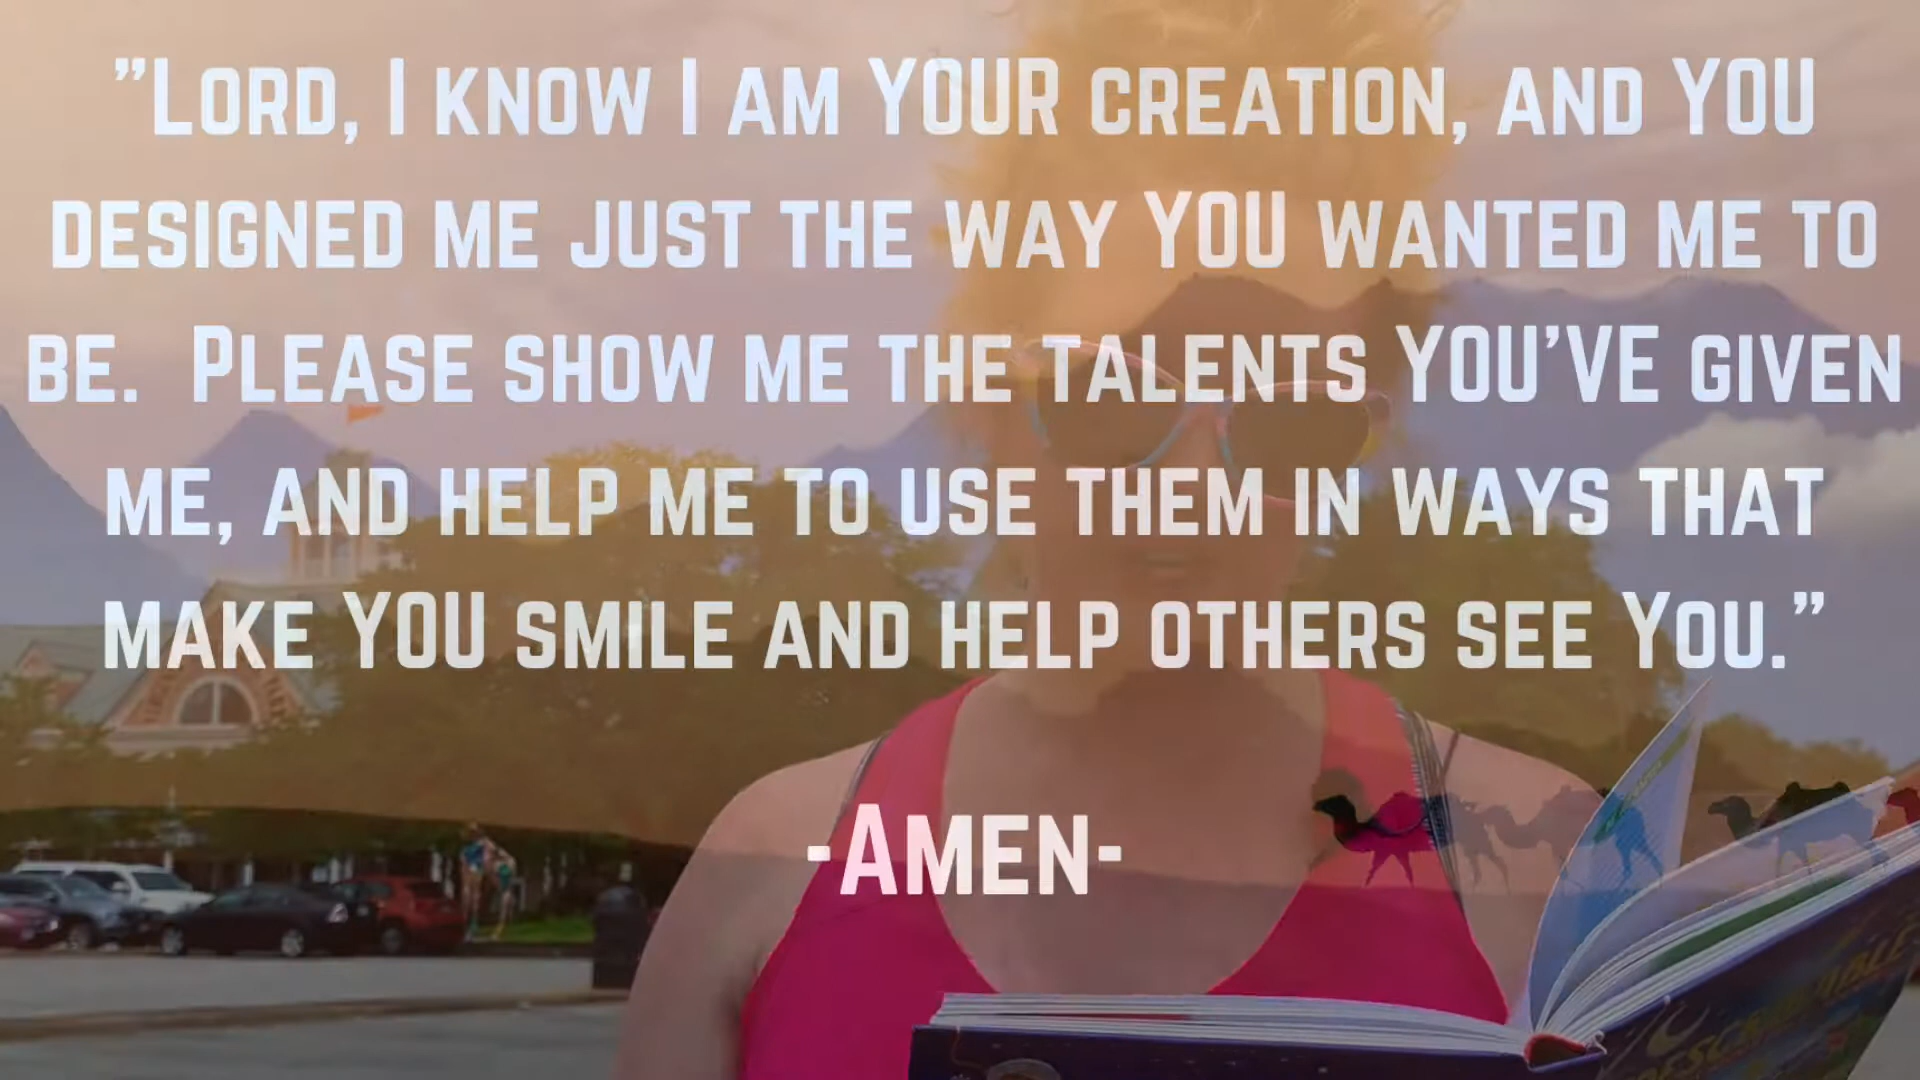 "Lord, I know I am YOUR creation, and YOU
designed me just the way YOU wanted me to
be. Please show me the talents YOU'VE given
me, and help me to use them in ways that
make YOU smile and help others see You."
-Amen-